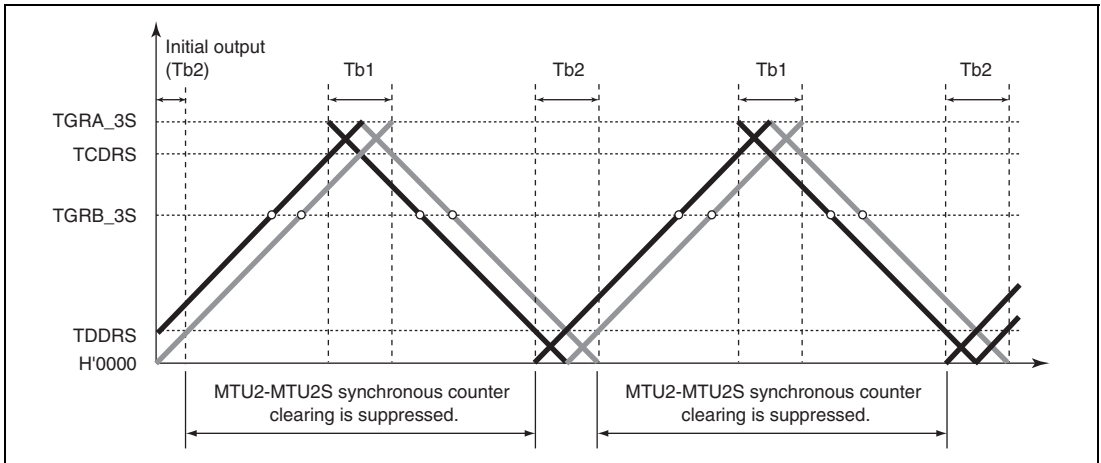 Initial output
(Tb2)
Tb1
Tb2
Tb1
Tb2
TGRA_3S
TCDRS
TGRB_3S
TDDRS
H'0000
MTU2-MTU2S synchronous counter
clearing is suppressed.
MTU2-MTU2S synchronous counter
clearing is suppressed.